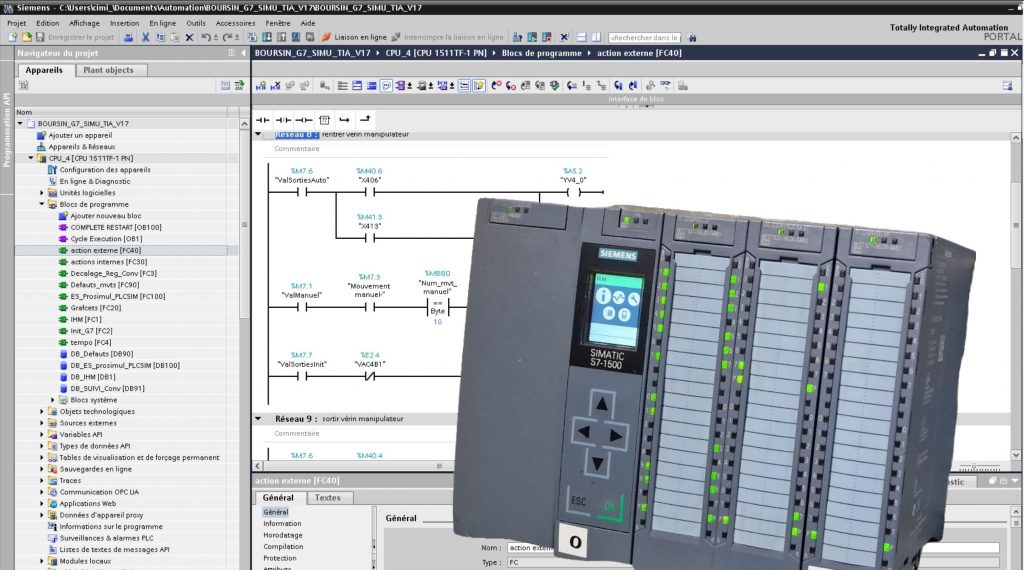 Siemens - C:\Users\cimi_\Documents\Automation\BOURSIN_G7_SIMU_TIA_V17\BOURSIN_G7_SIMU_TIA_V17
Projet Edition Affichage Insertion En ligne Outils Accessoires Fenêtre Aide
Totally Integrated Automation
PORTAL
Enregistrer le projet
Liaison en ligne
Interrompre la liaison en ligne
<Rechercher dans le
Navigateur du projet
BOURSIN_G7_SIMU_TIA_V17 CPU_4 [CPU 1511TF-1 PN] Blocs de programme action externe [FC40]
Appareils
Plant objects
Programmation API
Interface de bloc
Nom
BOURSIN_G7_SIMU_TIA_V17
Ajouter un appareil
Appareils & Réseaux
CPU_4 [CPU 1511TF-1 PN]
Configuration des appareils
En ligne & Diagnostic
Unités logicielles
Blocs de programme
Ajouter nouveau bloc
COMPLETE RESTART [OB100]
Cycle Execution [OB1]
action externe [FC40]
actions internes [FC30]
Decalage_Reg_Conv [FC3]
Defauts_mvts [FC90]
ES_Prosimul_PLCSIM [FC100]
Grafcets [FC20]
IHM [FC1]
Init_G7 [FC2]
tempo [FC4]
DB_Defauts [DB90]
DB_ES_prosimul_PLCSIM [DB100]
DB_IHM [DB1]
DB_SUIVI_Conv [DB91]
Blocs système
Objets technologiques
Sources externes
Variables API
Types de données API
Tables de visualisation et de forçage permanent
Sauvegardes en ligne
Traces
Communication OPC UA
Applications Web
Données d'appareil proxy
Informations sur le programme
Surveillances & alarmes PLC
Listes de textes de messages API
Modules locaux
Réseau 8 : rentrer vérin manipulateur
Commentaire
%M7.6
"ValSortiesAuto"
%M40.6
"X406"
%A5.2
"YV4_0"
%M41.3
"X413"
%M7.1
"ValManuel"
%M7.3
"Mouvement
manuel-"
%MB80
"Num_mvt_
manuel"
==
Byte
10
%M7.7
"ValSortiesInit"
%E2.4
"VAC4B1"
Réseau 9 : sortir vérin manipulateur
Commentaire
%M7.6
%M40.4
action externe [FC40]
Général
Textes
Général
Information
Horodatage
Compilation
Protection
Attributs
Général
Nom : action extern
Type : FC
SIEMENS
SIMATIC
S7-1500
ESC
OK
0